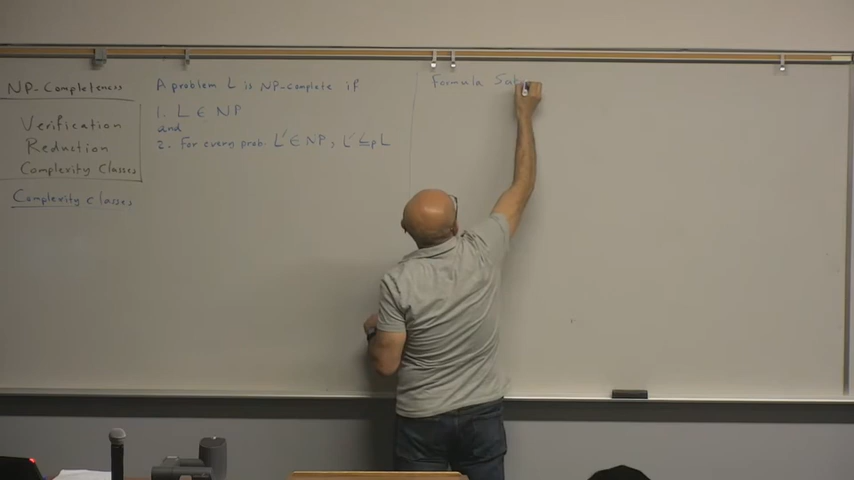 NP-Completeness
Verification
Reduction
Complexity Classes
Complexity Classes
A problem L is NP-complete if
1. L ∈ NP
and
2. For every prob. L' ∈ NP, L' ≤p L
Formula Sat